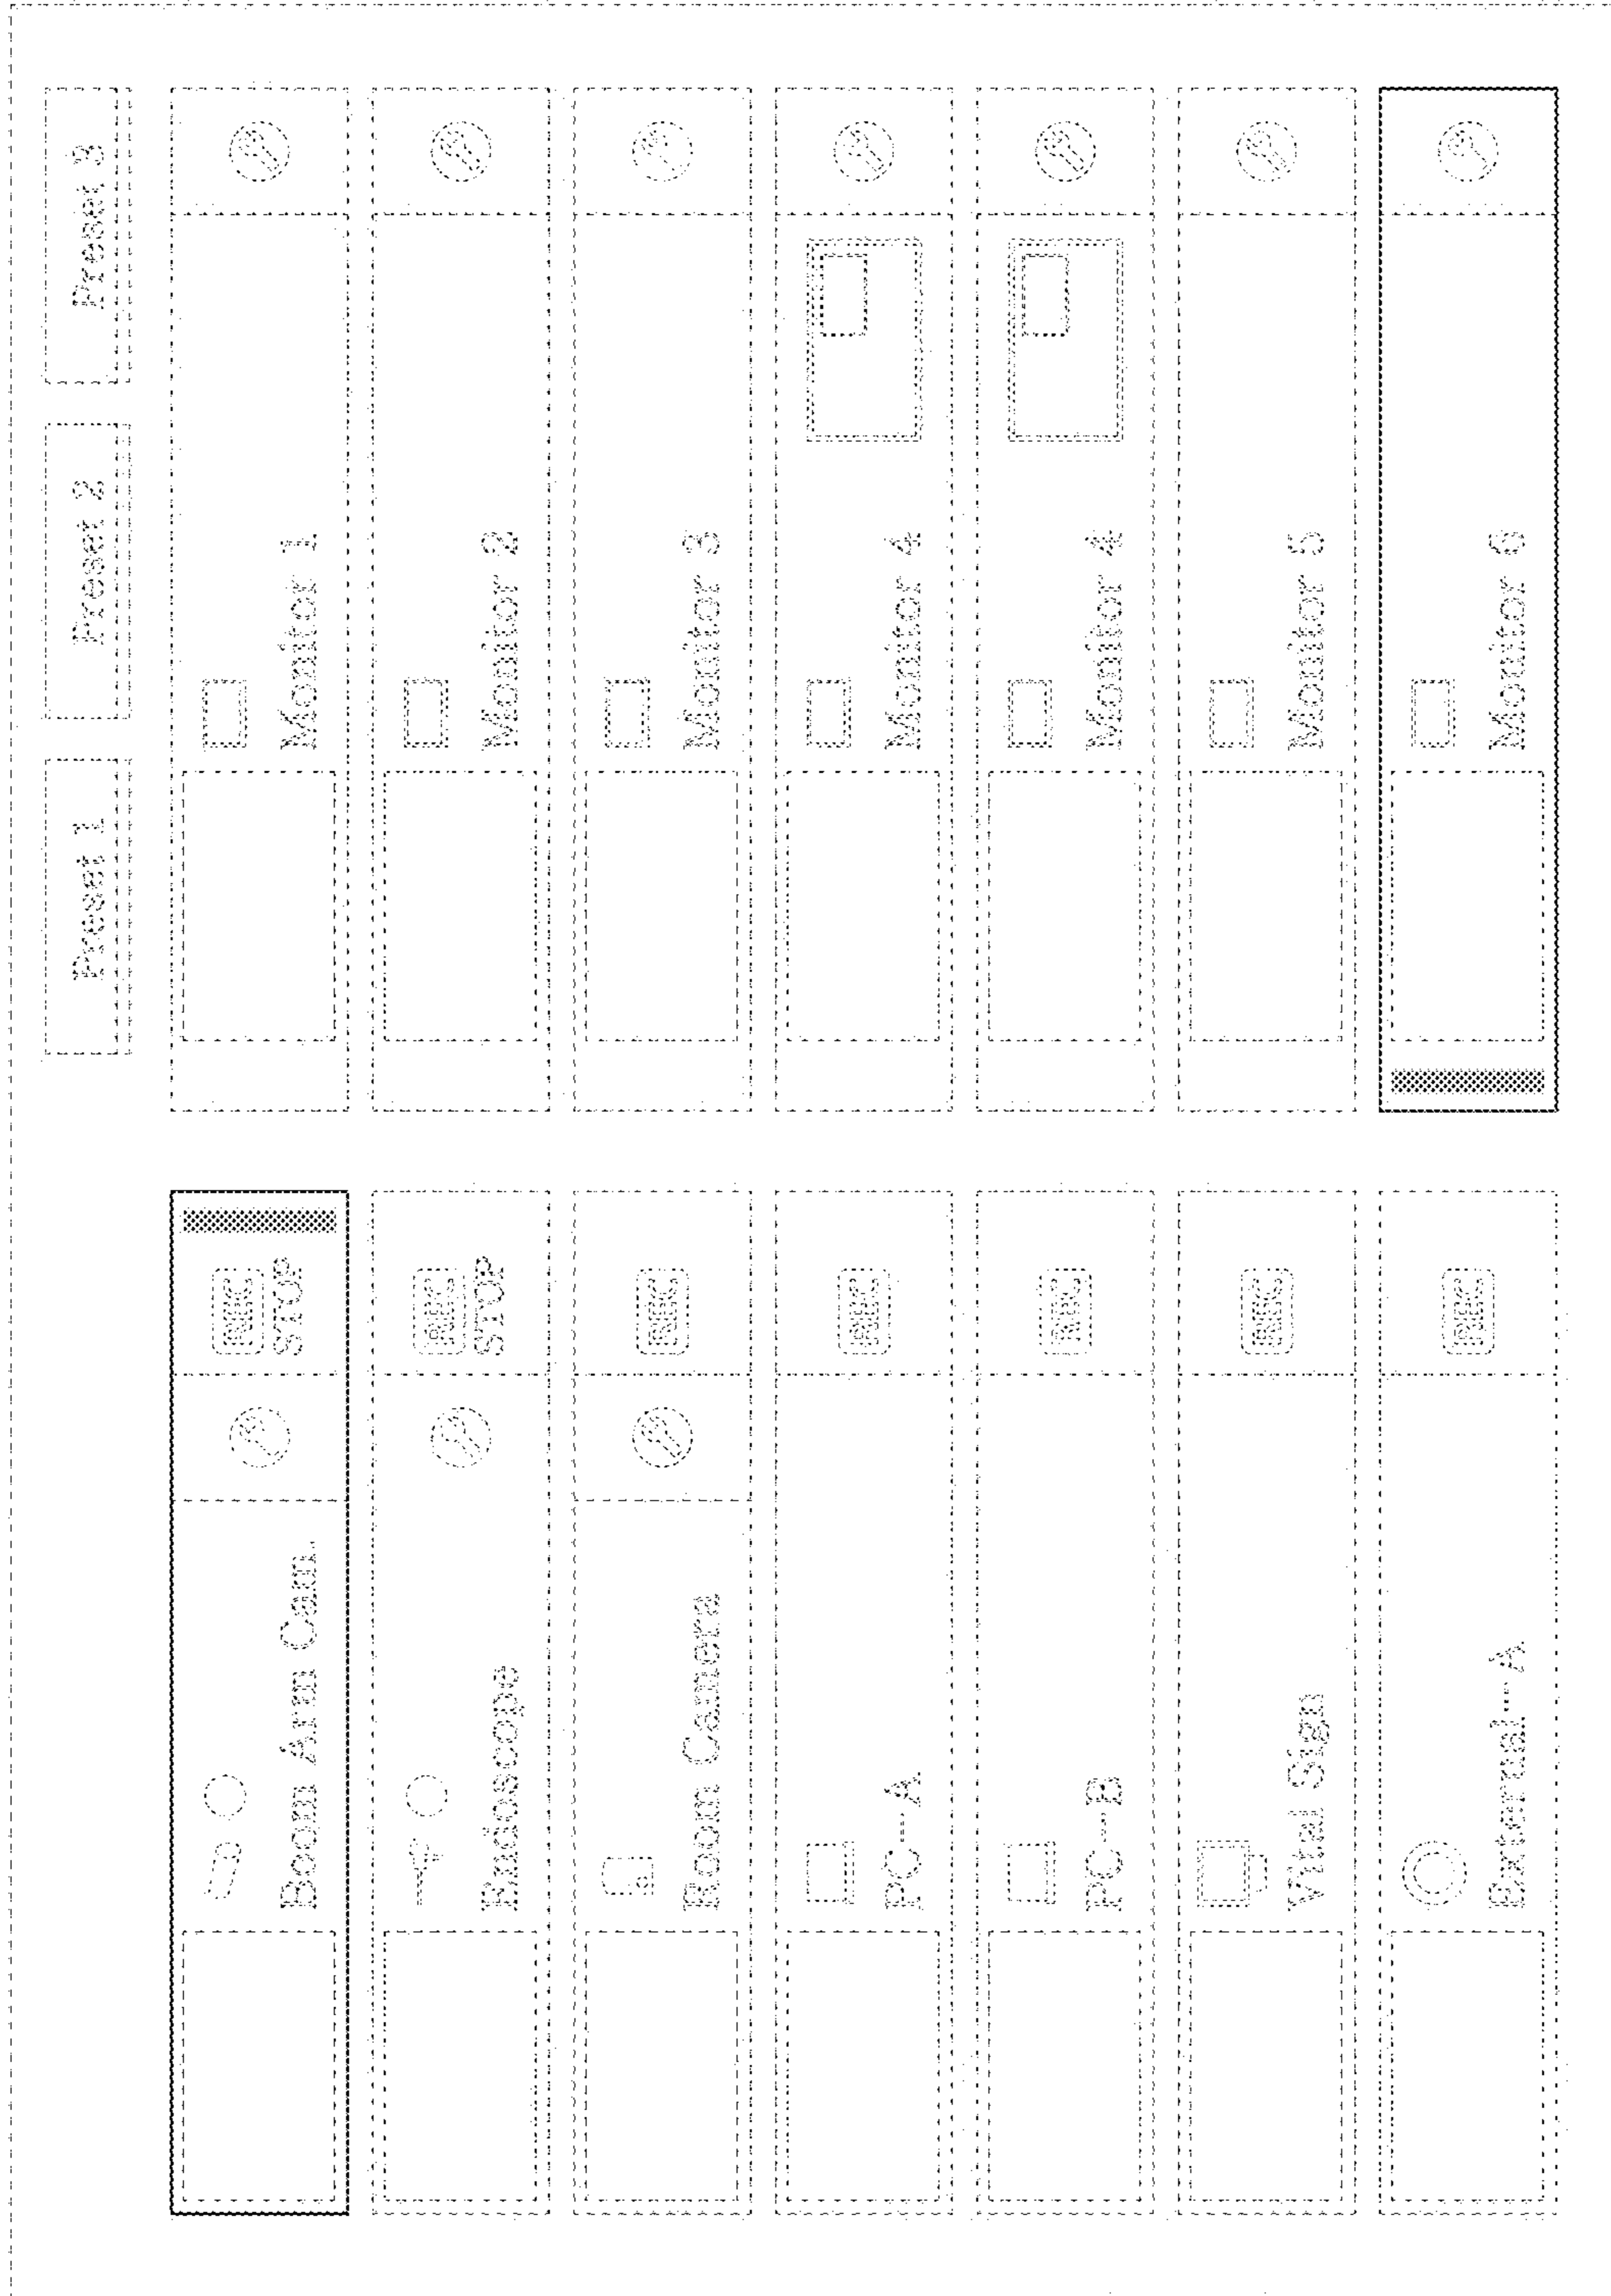 Preset 1 Preset 2 Preset 3
Boom Arm Cam.
REC
STOP
Monitor 1
Endoscope
REC
STOP
Monitor 2
Room Camera
REC
Monitor 3
PC-A
REC
Monitor 4
PC-B
REC
Monitor 4
Vital Sign
REC
Monitor 5
External-A
REC
Monitor 6